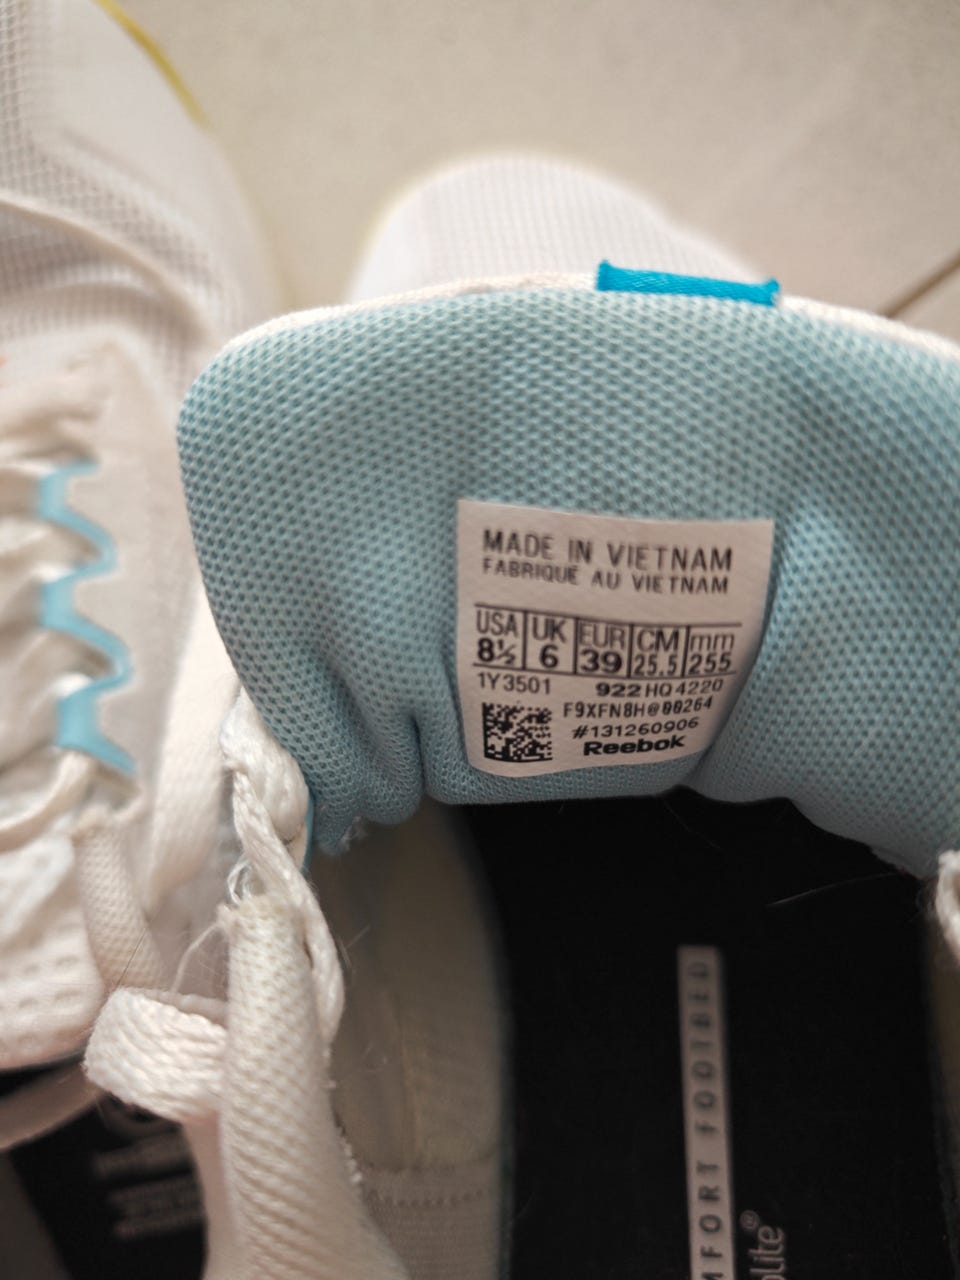 MADE IN VIETNAM
FABRIQUÉ AU VIETNAM
USA UK EUR CM mm
8½ 6 39 25.5 255
1Y3501 922 HQ4220
F9XFN8H@00264
#131260906
Reebok
FOOTBED